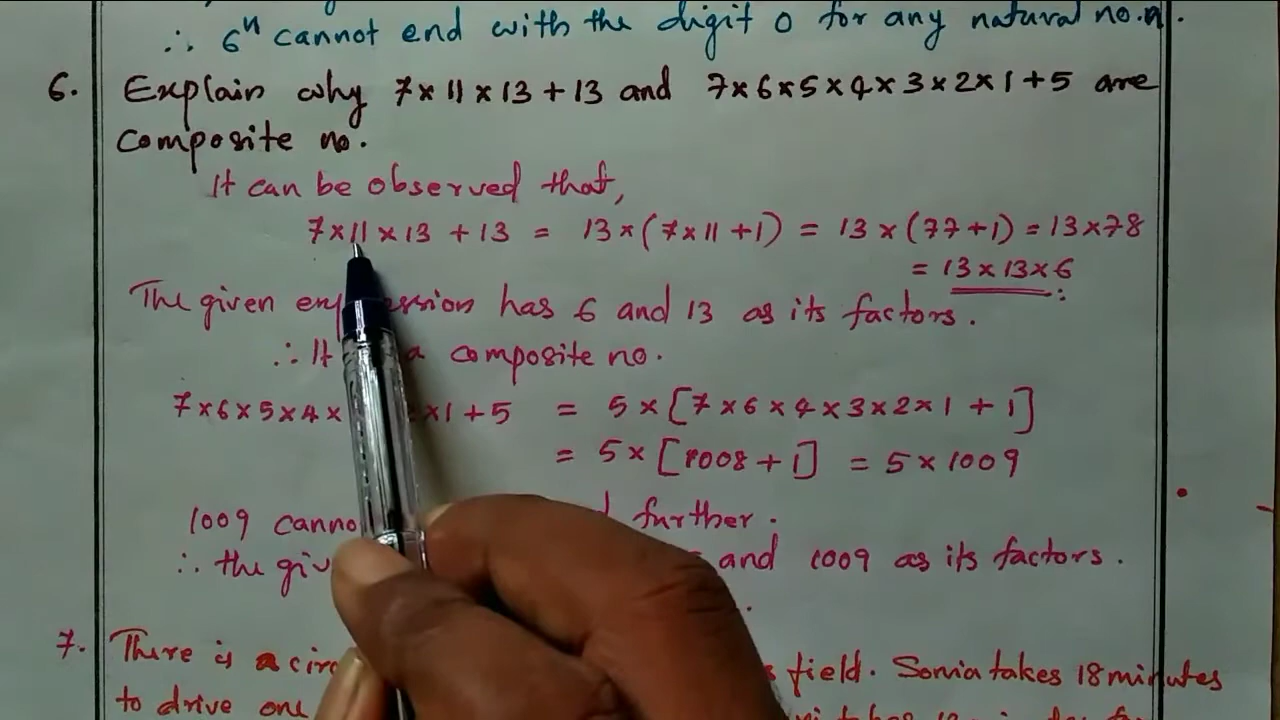 ∴ 6ⁿ cannot end with the digit 0 for any natural no.n.
6. Explain why 7×11×13+13 and 7×6×5×4×3×2×1+5 are
composite no.
It can be observed that,
7×11×13 +13 = 13×(7×11+1) = 13×(77+1) = 13×78
= 13×13×6
The given has 6 and 13 as its factors.
∴ It a composite no.
7×6×5×4× ×1+5 = 5×[7×6×4×3×2×1+1]
= 5×[1008+1] = 5×1009
1009 further.
∴ the and 1009 as its factors.
7. There is a field. Sonia takes 18 minutes
to drive one